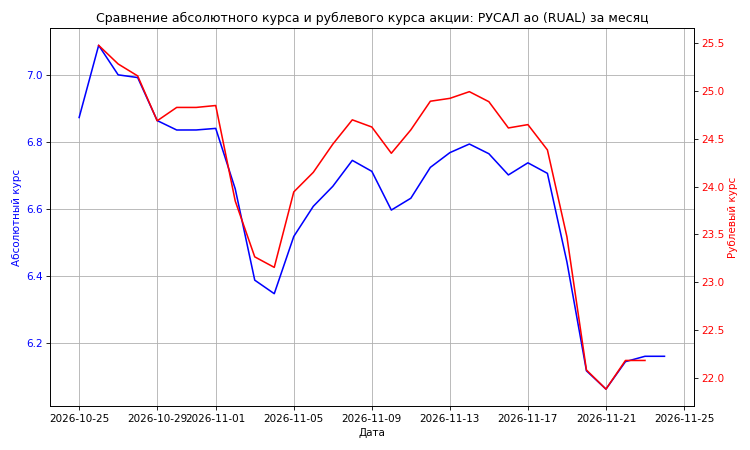 Сравнение абсолютного курса и рублевого курса акции: РУСАЛ ао (RUAL) за месяц
Абсолютный курс
7.0
6.8
6.6
6.4
6.2
25.5
25.0
24.5
24.0
23.5
23.0
22.5
22.0
Рублевый курс
2026-10-25 2026-10-29 2026-11-01 2026-11-05 2026-11-09 2026-11-13 2026-11-17 2026-11-21 2026-11-25
Дата